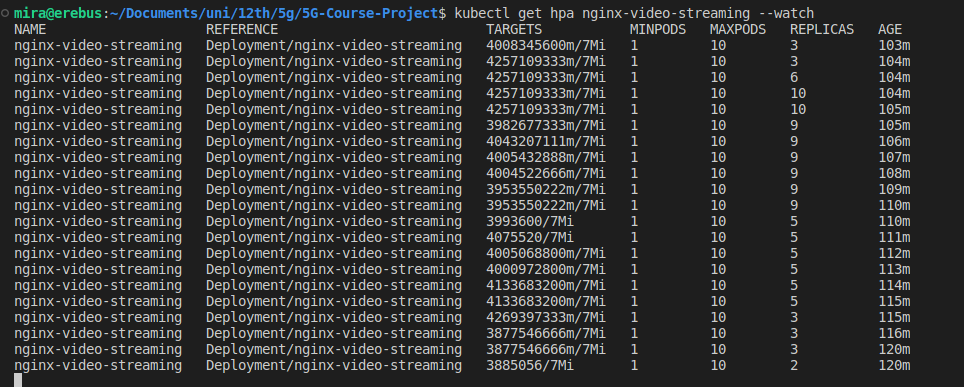 mira@erebus:~/Documents/uni/12th/5g/5G-Course-Project$ kubectl get hpa nginx-video-streaming --watch
NAME REFERENCE TARGETS MINPODS MAXPODS REPLICAS AGE
nginx-video-streaming Deployment/nginx-video-streaming 4008345600m/7Mi 1 10 3 103m
nginx-video-streaming Deployment/nginx-video-streaming 4257109333m/7Mi 1 10 3 104m
nginx-video-streaming Deployment/nginx-video-streaming 4257109333m/7Mi 1 10 6 104m
nginx-video-streaming Deployment/nginx-video-streaming 4257109333m/7Mi 1 10 10 104m
nginx-video-streaming Deployment/nginx-video-streaming 4257109333m/7Mi 1 10 10 105m
nginx-video-streaming Deployment/nginx-video-streaming 3982677333m/7Mi 1 10 9 105m
nginx-video-streaming Deployment/nginx-video-streaming 4043207111m/7Mi 1 10 9 106m
nginx-video-streaming Deployment/nginx-video-streaming 4005432888m/7Mi 1 10 9 107m
nginx-video-streaming Deployment/nginx-video-streaming 4004522666m/7Mi 1 10 9 108m
nginx-video-streaming Deployment/nginx-video-streaming 3953550222m/7Mi 1 10 9 109m
nginx-video-streaming Deployment/nginx-video-streaming 3953550222m/7Mi 1 10 9 110m
nginx-video-streaming Deployment/nginx-video-streaming 3993600/7Mi 1 10 5 110m
nginx-video-streaming Deployment/nginx-video-streaming 4075520/7Mi 1 10 5 111m
nginx-video-streaming Deployment/nginx-video-streaming 4005068800m/7Mi 1 10 5 112m
nginx-video-streaming Deployment/nginx-video-streaming 4000972800m/7Mi 1 10 5 113m
nginx-video-streaming Deployment/nginx-video-streaming 4133683200m/7Mi 1 10 5 114m
nginx-video-streaming Deployment/nginx-video-streaming 4133683200m/7Mi 1 10 5 115m
nginx-video-streaming Deployment/nginx-video-streaming 4269397333m/7Mi 1 10 3 115m
nginx-video-streaming Deployment/nginx-video-streaming 3877546666m/7Mi 1 10 3 116m
nginx-video-streaming Deployment/nginx-video-streaming 3877546666m/7Mi 1 10 3 120m
nginx-video-streaming Deployment/nginx-video-streaming 3885056/7Mi 1 10 2 120m